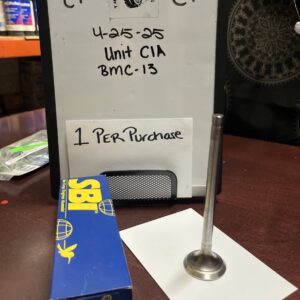 4-25-25
Unit C1A
BMC-13
1 PER PURCHASE
SBI